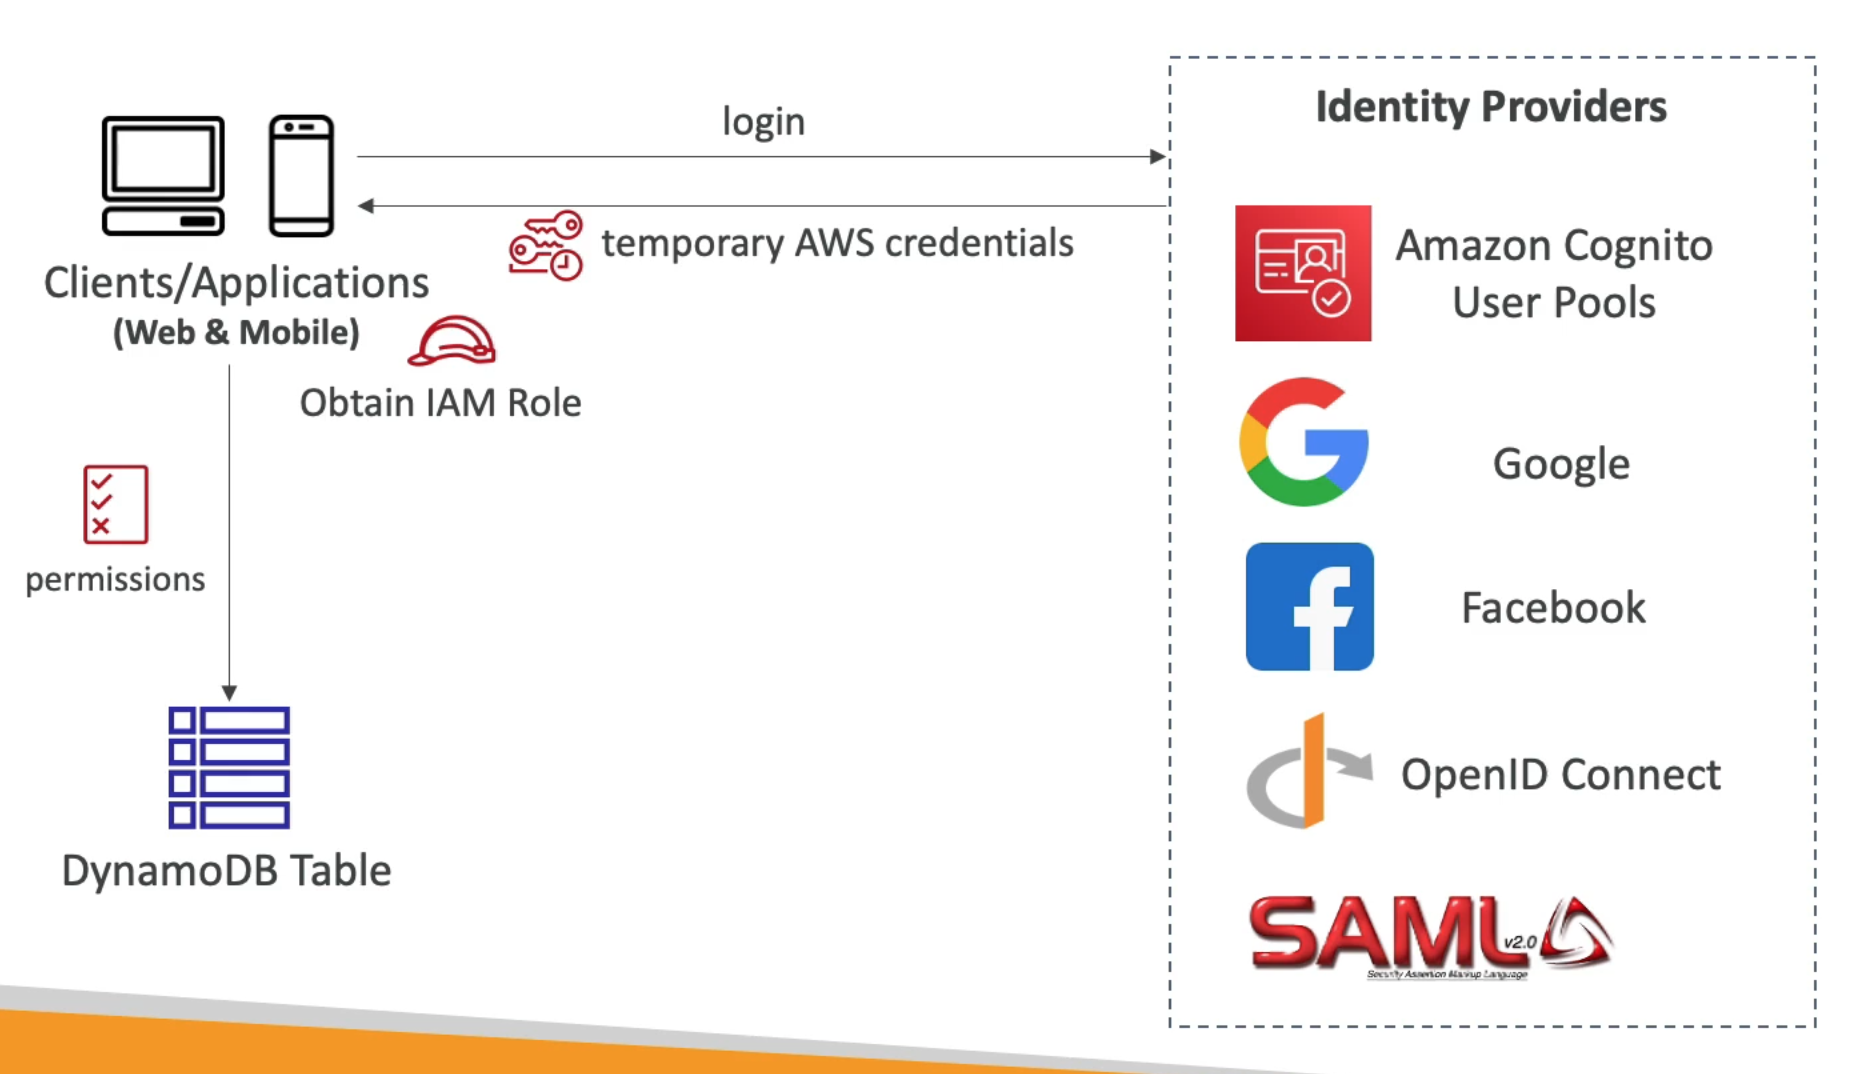 Identity Providers
login
temporary AWS credentials
Clients/Applications
(Web & Mobile)
Obtain IAM Role
permissions
DynamoDB Table
Amazon Cognito
User Pools
Google
Facebook
OpenID Connect
SAML v2.0
Security Assertion Markup Language